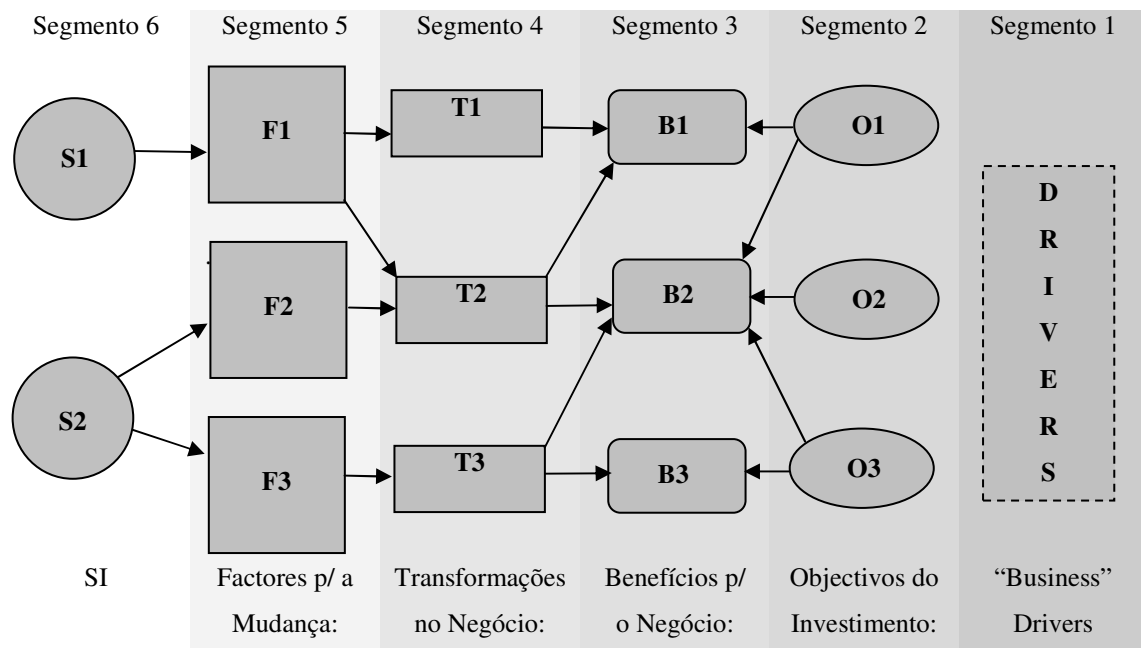 Segmento 6 Segmento 5 Segmento 4 Segmento 3 Segmento 2 Segmento 1
S1 F1 T1 B1 O1
S2 F2 T2 B2 O2
F3 T3 B3 O3
D
R
I
V
E
R
S
SI Factores p/ a Transformações Benefícios p/ Objectivos do “Business”
Mudança: no Negócio: o Negócio: Investimento: Drivers